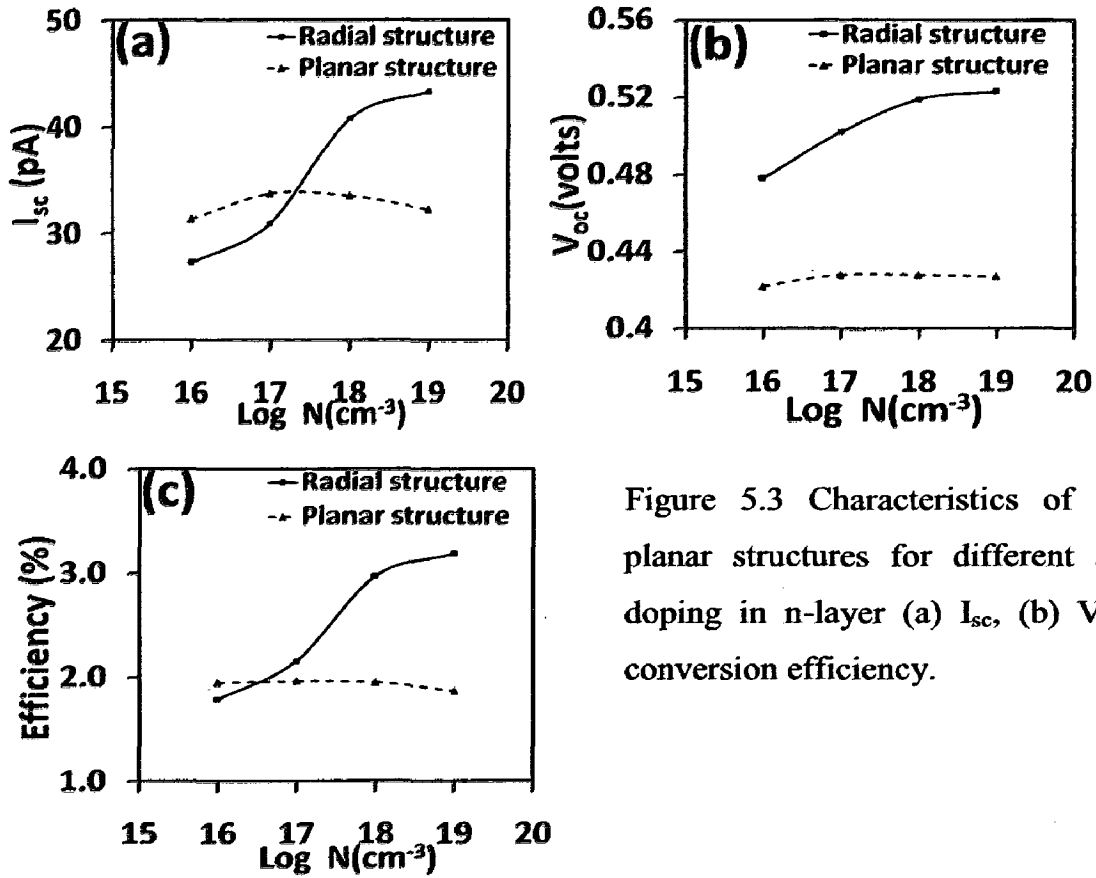 (a)
Radial structure
Planar structure
50
40
30
20
I_sc (pA)
15 16 17 18 19 20
Log N(cm⁻³)
(b)
Radial structure
Planar structure
0.56
0.52
0.48
0.44
0.4
V_oc(volts)
15 16 17 18 19 20
Log N(cm⁻³)
(c)
Radial structure
Planar structure
4.0
3.0
2.0
1.0
Efficiency (%)
15 16 17 18 19 20
Log N(cm⁻³)
Figure 5.3 Characteristics of
planar structures for different
doping in n-layer (a) I_sc, (b) V
conversion efficiency.